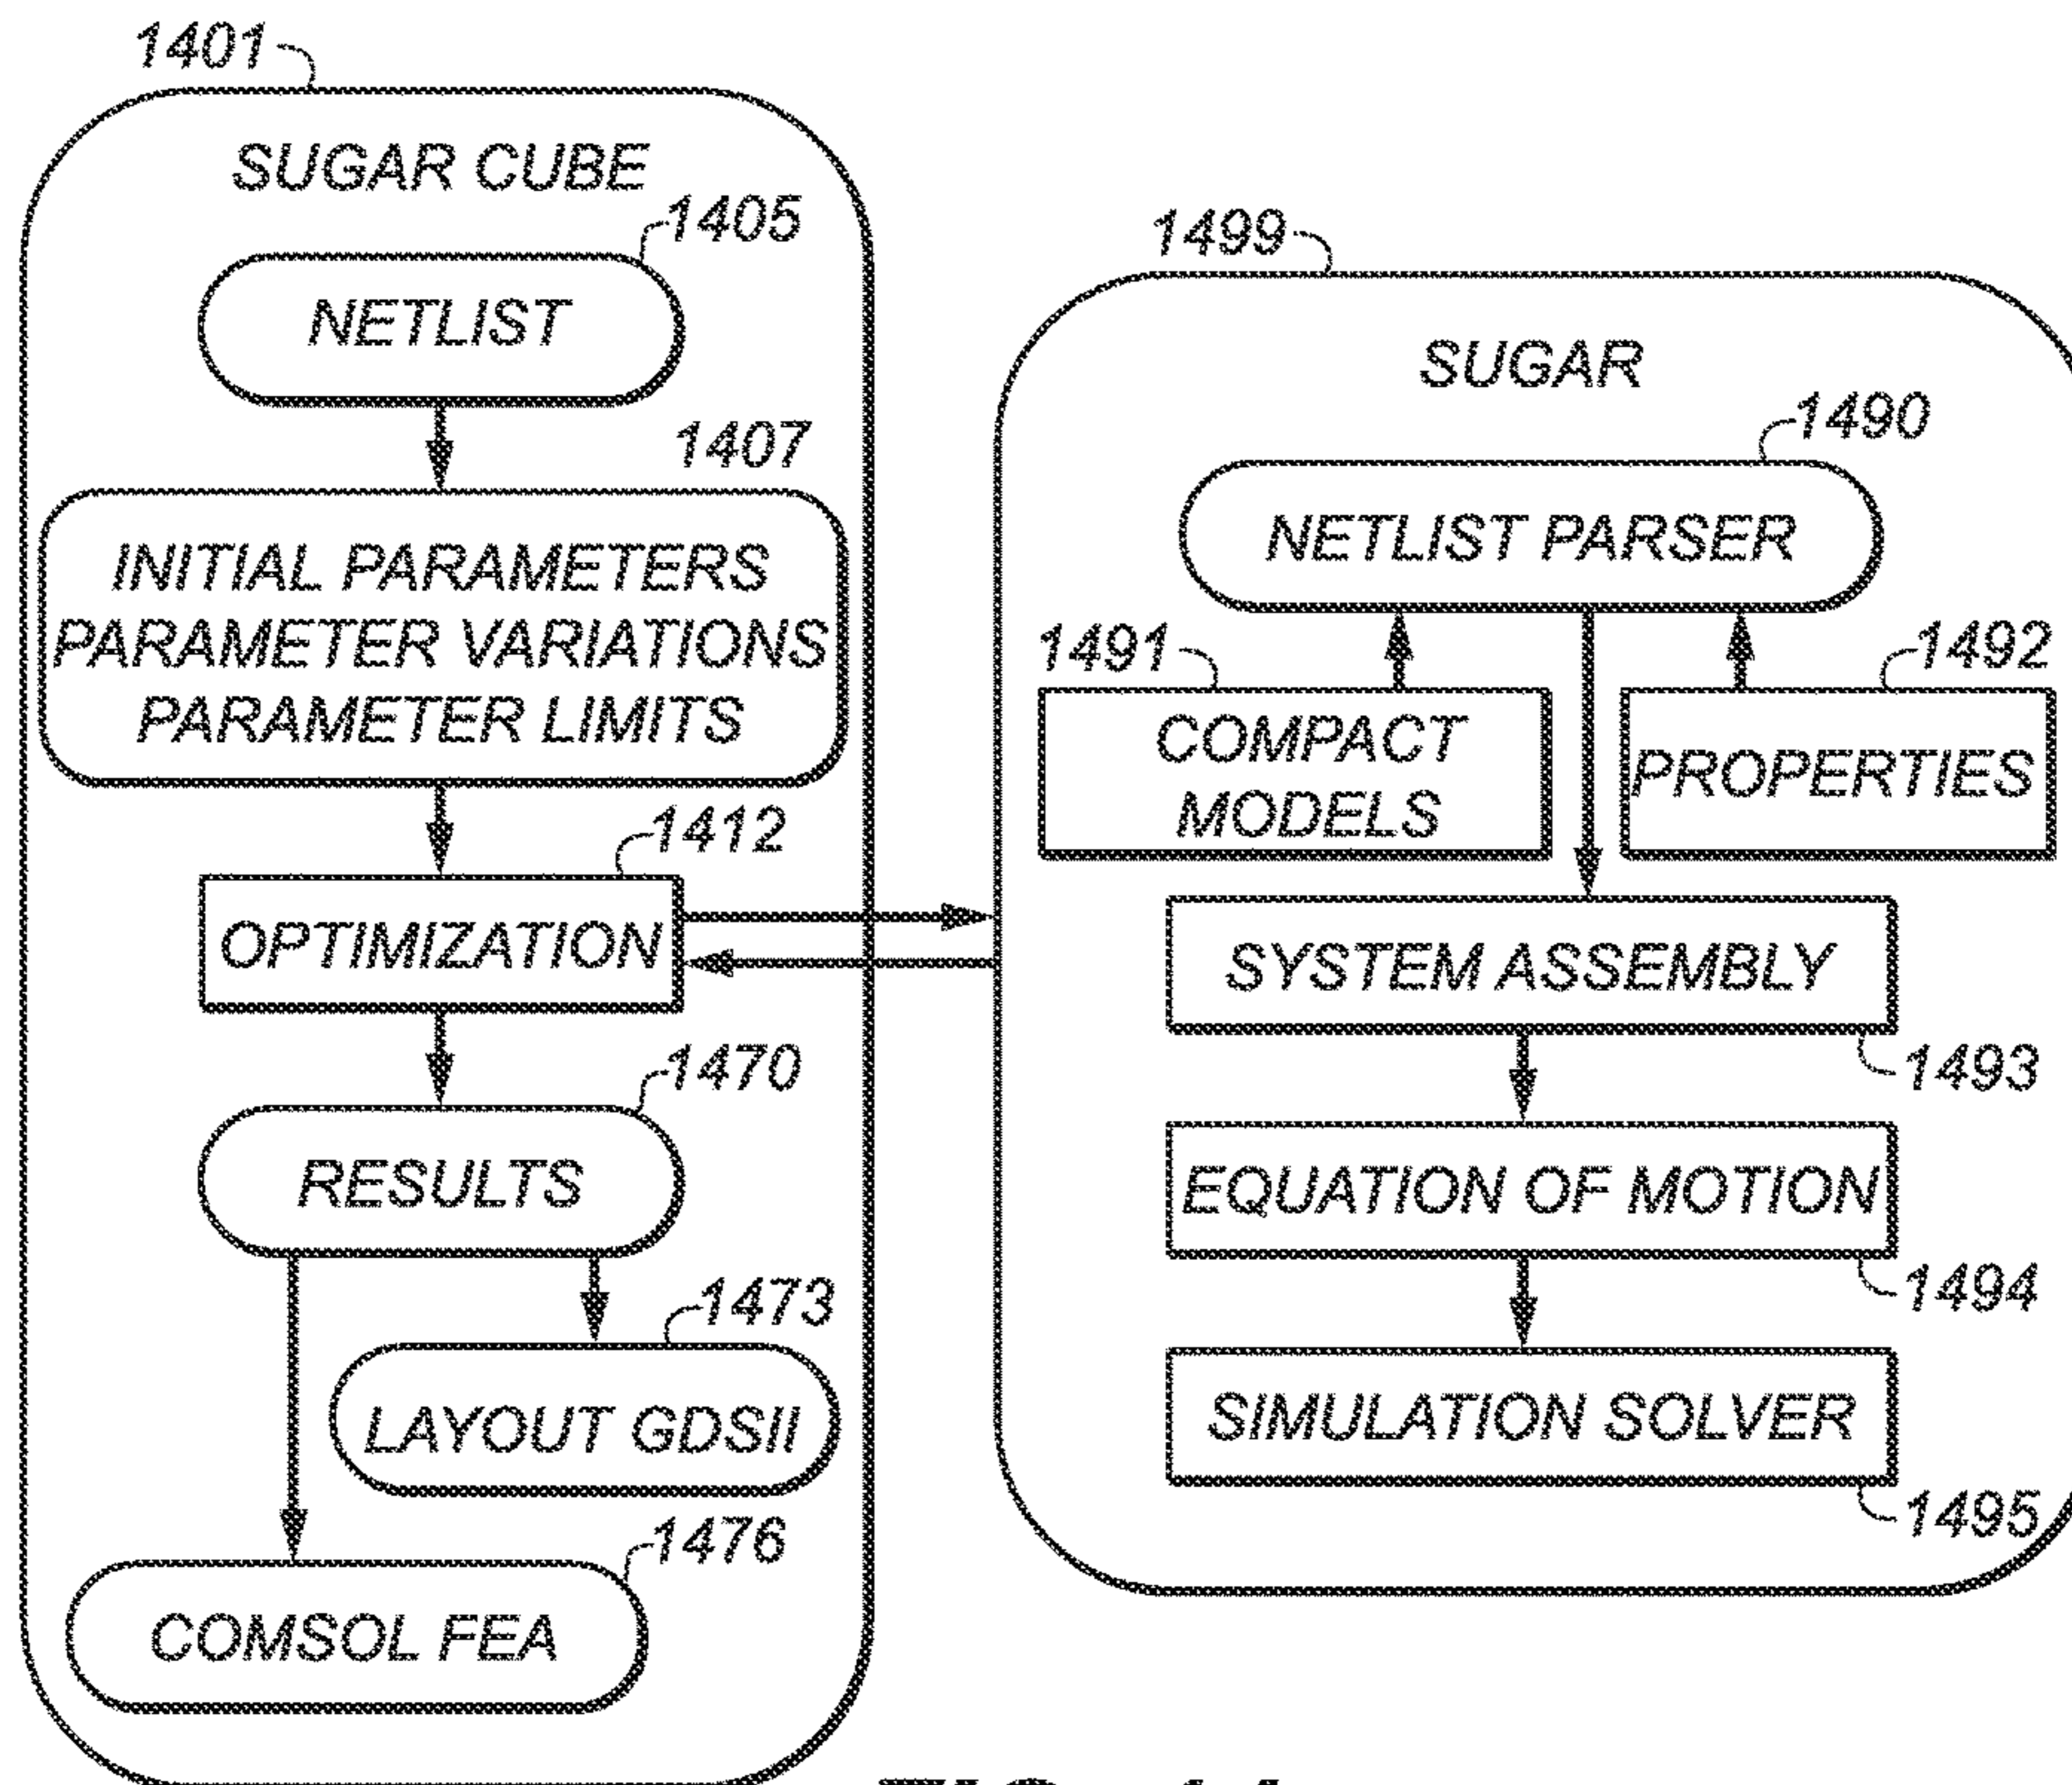 1401
SUGAR CUBE
1405
NETLIST
1407
INITIAL PARAMETERS
PARAMETER VARIATIONS
PARAMETER LIMITS
1412
OPTIMIZATION
1470
RESULTS
1473
LAYOUT GDSII
1476
COMSOL FEA
1499
SUGAR
1490
NETLIST PARSER
1491
COMPACT
MODELS
1492
PROPERTIES
SYSTEM ASSEMBLY
1493
EQUATION OF MOTION
1494
SIMULATION SOLVER
1495